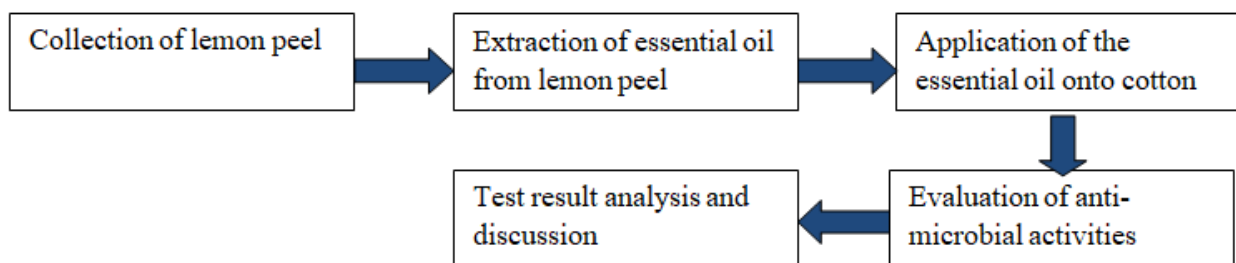 Collection of lemon peel
Extraction of essential oil
from lemon peel
Application of the
essential oil onto cotton
Evaluation of anti-
microbial activities
Test result analysis and
discussion